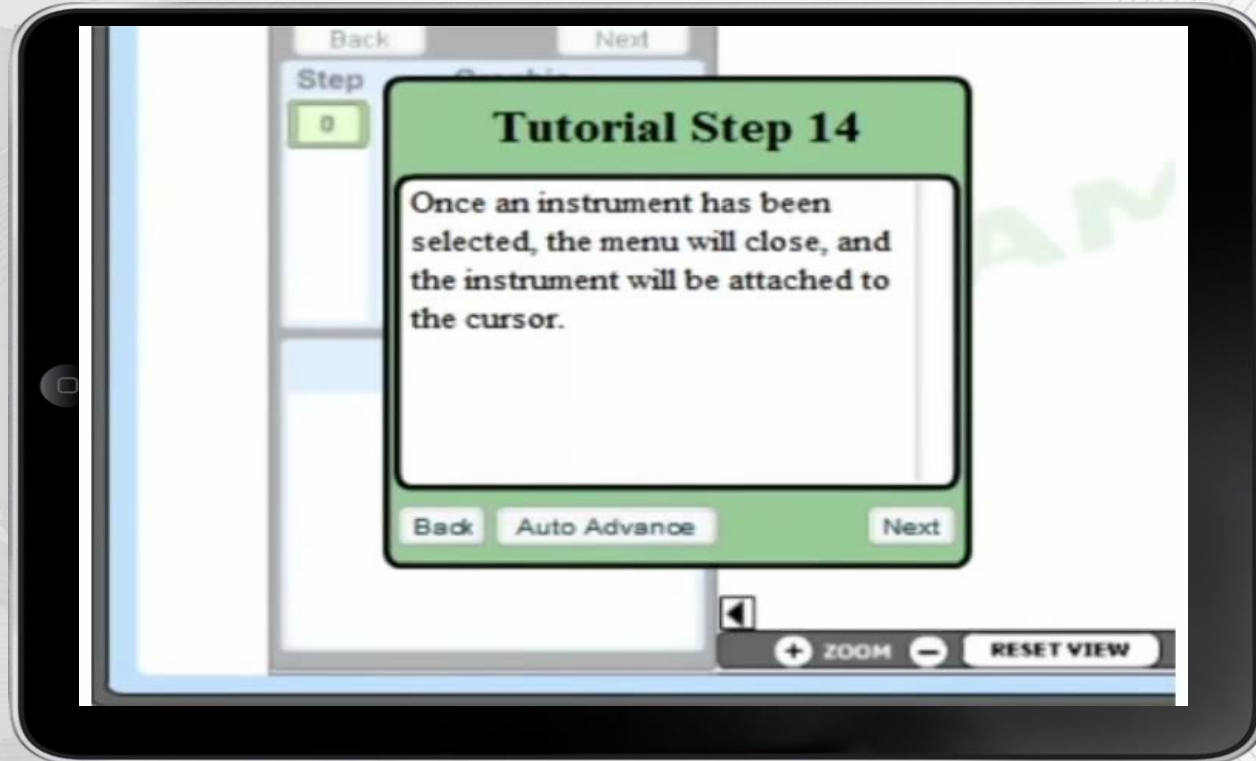 Back Next
Step
0
Tutorial Step 14
Once an instrument has been
selected, the menu will close, and
the instrument will be attached to
the cursor.
Back Auto Advance Next
+ ZOOM − RESET VIEW